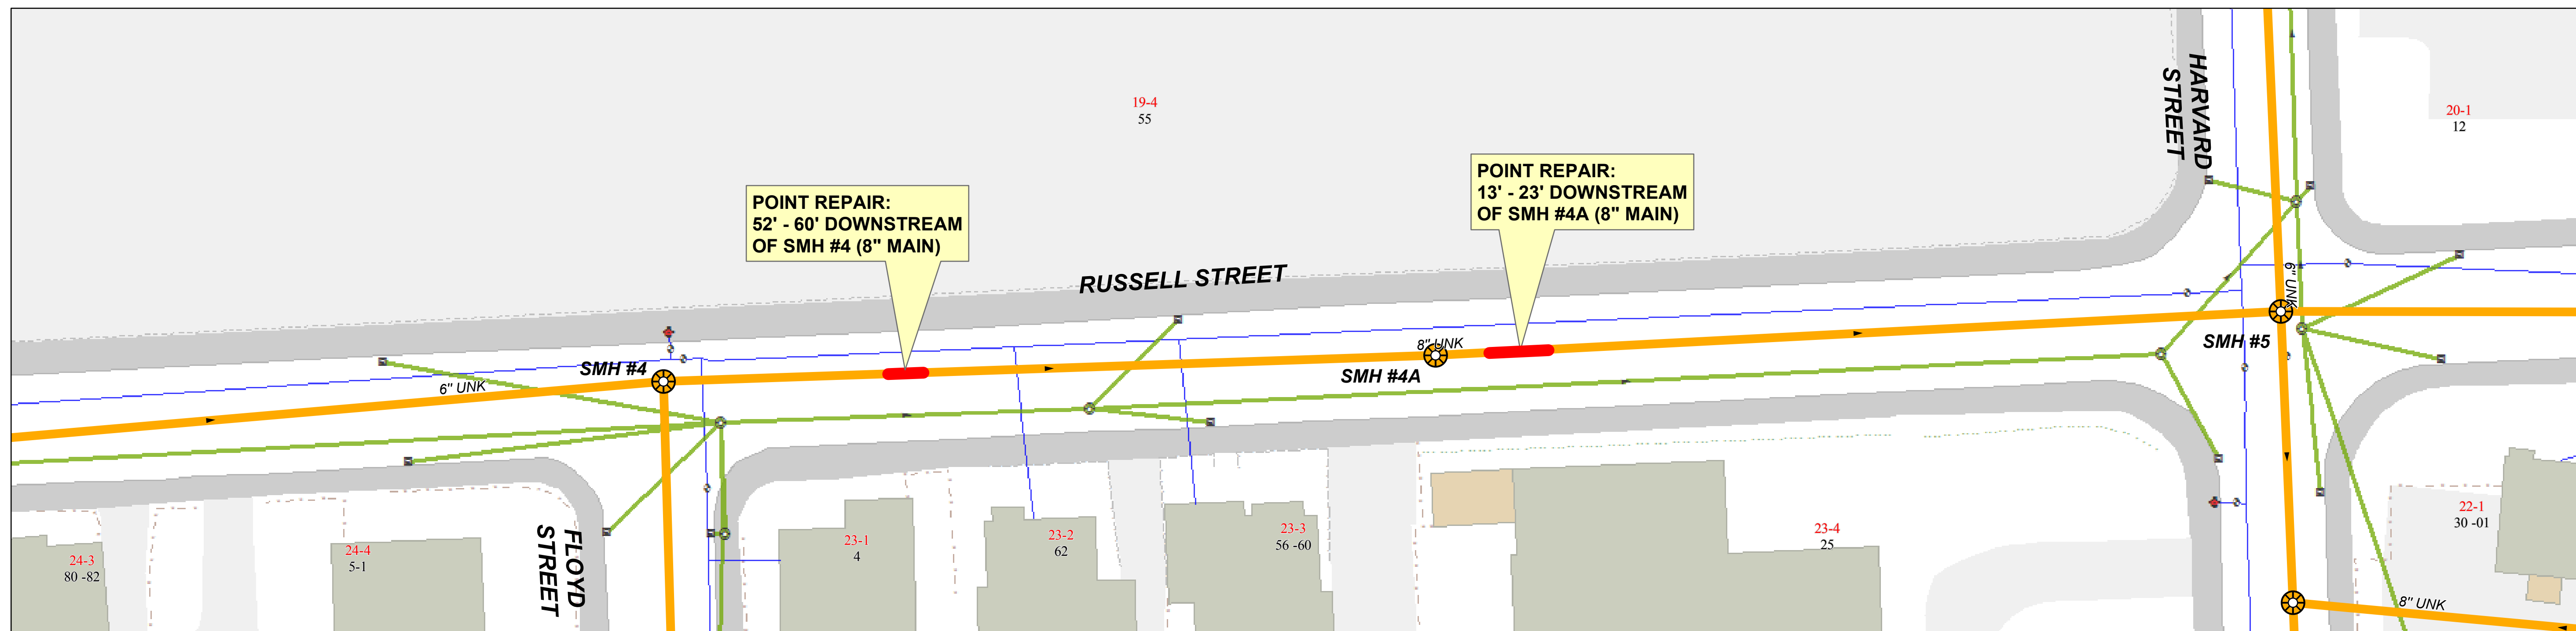 19-4
55
HARVARD
STREET
20-1
12
POINT REPAIR:
52' - 60' DOWNSTREAM
OF SMH #4 (8" MAIN)
POINT REPAIR:
13' - 23' DOWNSTREAM
OF SMH #4A (8" MAIN)
RUSSELL STREET
6" UNK
SMH #4
6" UNK
8" UNK
SMH #4A
SMH #5
FLOYD
STREET
24-3
80 -82
24-4
5-1
23-1
4
23-2
62
23-3
56 -60
23-4
25
22-1
30 -01
8" UNK